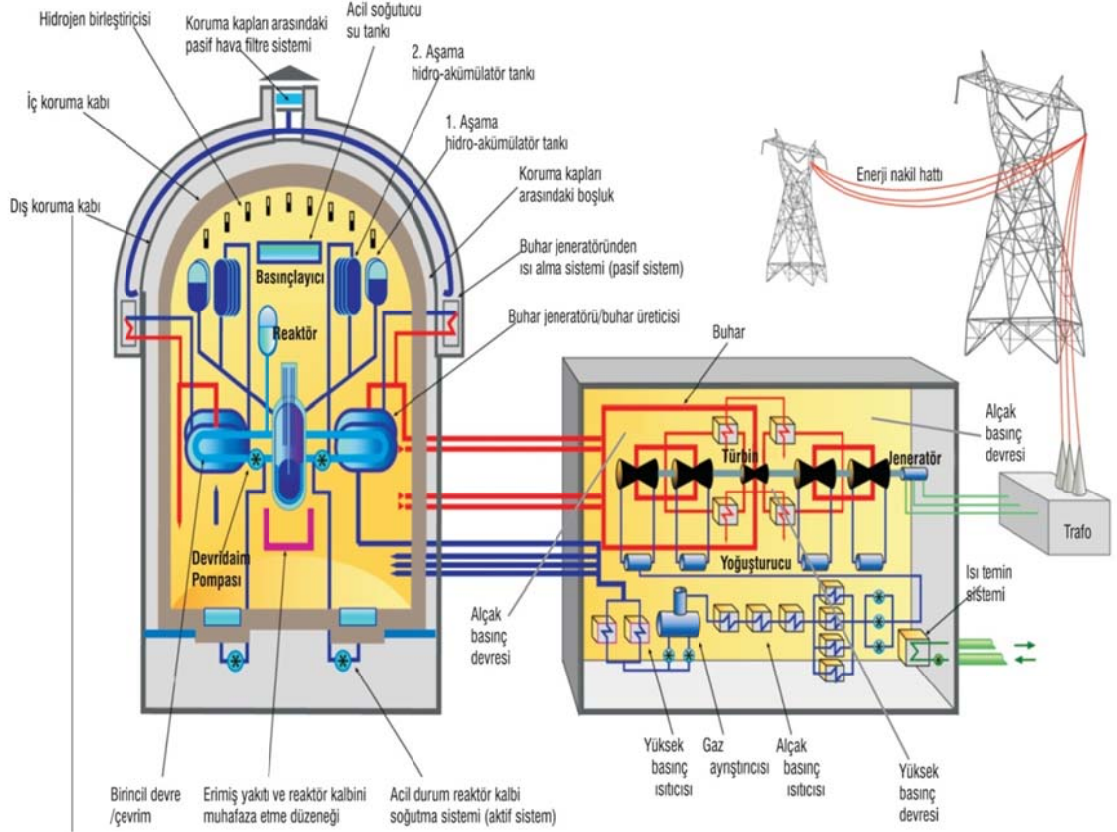 Hidrojen birleştiricisi
Koruma kapları arasındaki
pasif hava filtre sistemi
Acil soğutucu
su tankı
2. Aşama
hidro-akümülatör tankı
İç koruma kabı
1. Aşama
hidro-akümülatör tankı
Koruma kapları
arasındaki boşluk
Dış koruma kabı
Buhar jeneratöründen
ısı alma sistemi (pasif sistem)
Basınçlayıcı
Reaktör
Buhar jeneratörü/buhar üreticisi
Enerji nakil hattı
Buhar
Alçak
basınç
devresi
Türbin
Jeneratör
Trafo
Devridaim
Pompası
Yoğuşturucu
Isı temin
sistemi
Alçak
basınç
devresi
Yüksek
basınç
ısıtıcısı
Gaz
ayrıştırıcısı
Alçak
basınç
ısıtıcısı
Yüksek
basınç
devresi
Birincil devre
/çevrim
Erimiş yakıtı ve reaktör kalbini
muhafaza etme düzeneği
Acil durum reaktör kalbi
soğutma sistemi (aktif sistem)